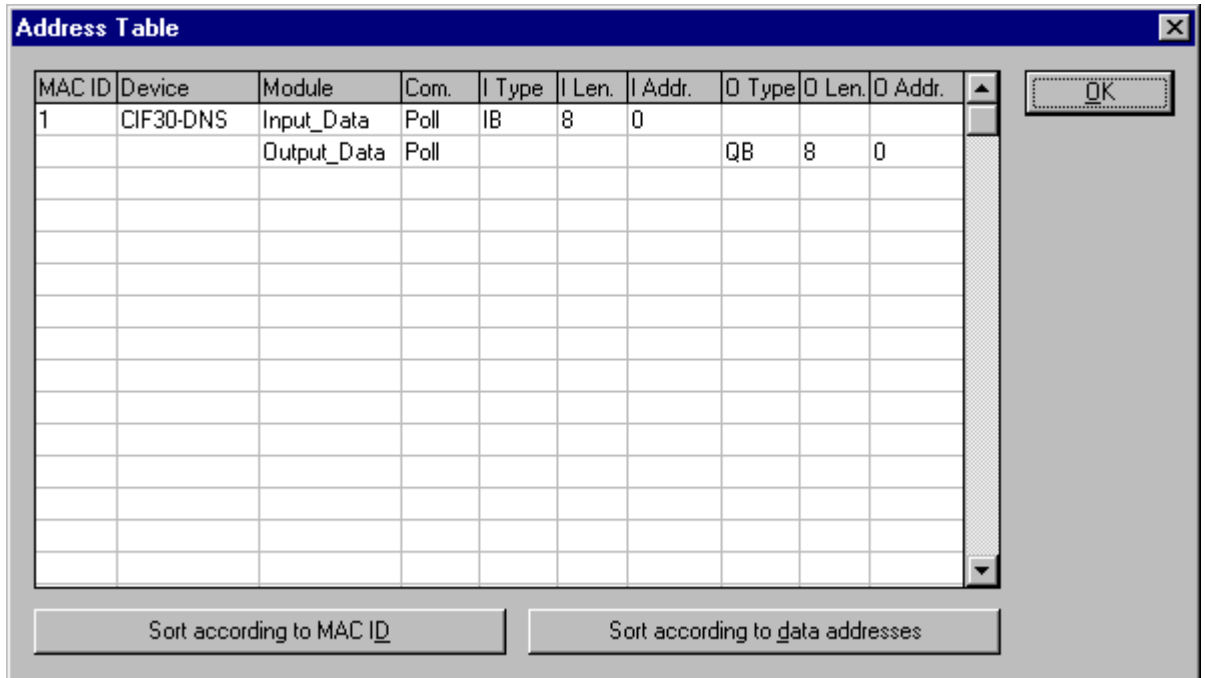 Address Table
MAC ID Device Module Com. I Type I Len. I Addr. O Type O Len. O Addr.
OK
1 CIF30-DNS Input_Data Poll IB 8 0
Output_Data Poll QB 8 0
Sort according to MAC ID Sort according to data addresses